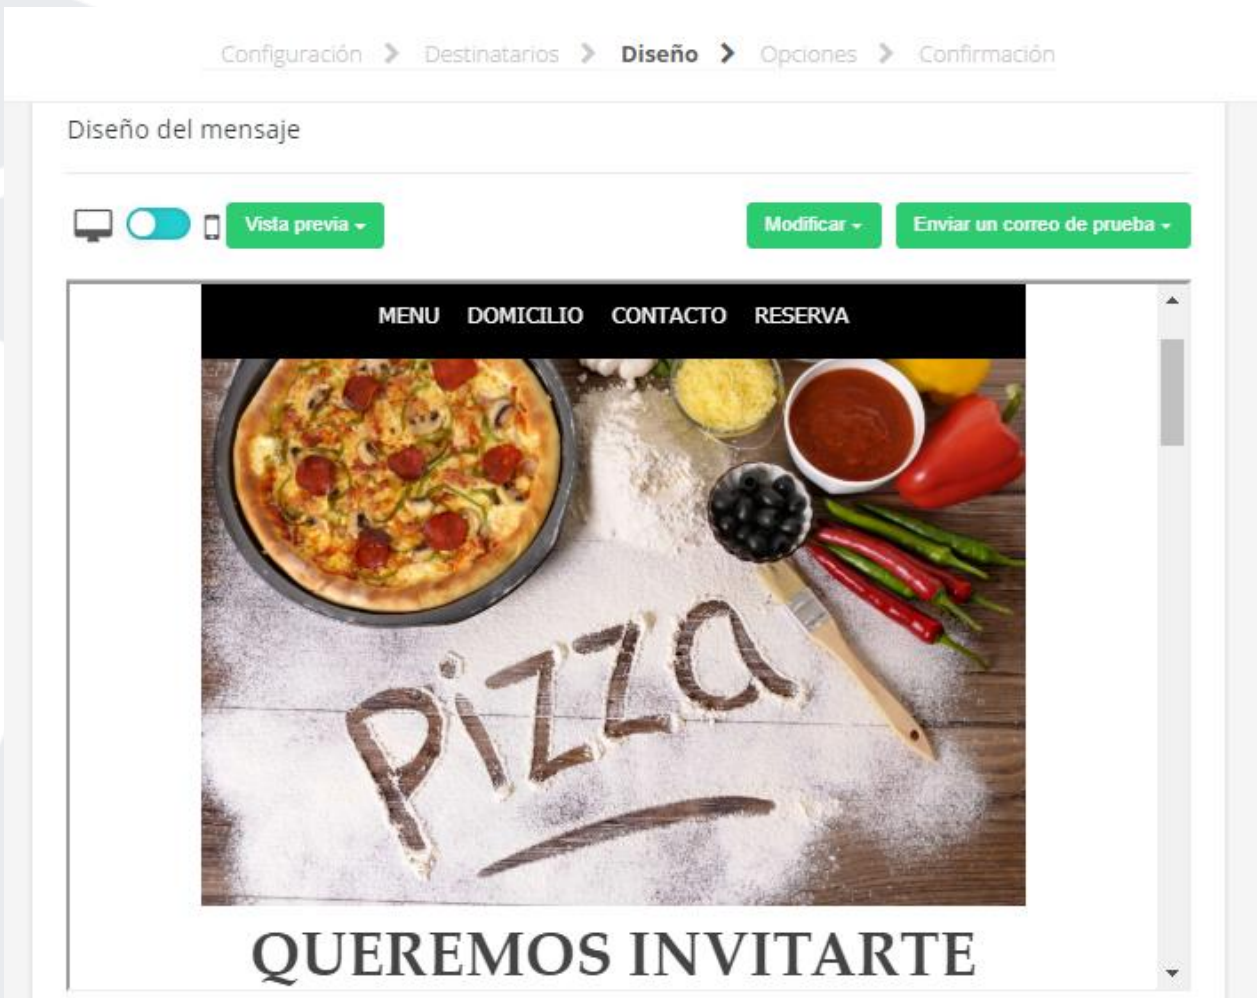 Configuración Destinatarios Diseño Opciones Confirmación
Diseño del mensaje
Vista previa Modificar Enviar un correo de prueba
MENU DOMICILIO CONTACTO RESERVA
pizza
QUEREMOS INVITARTE